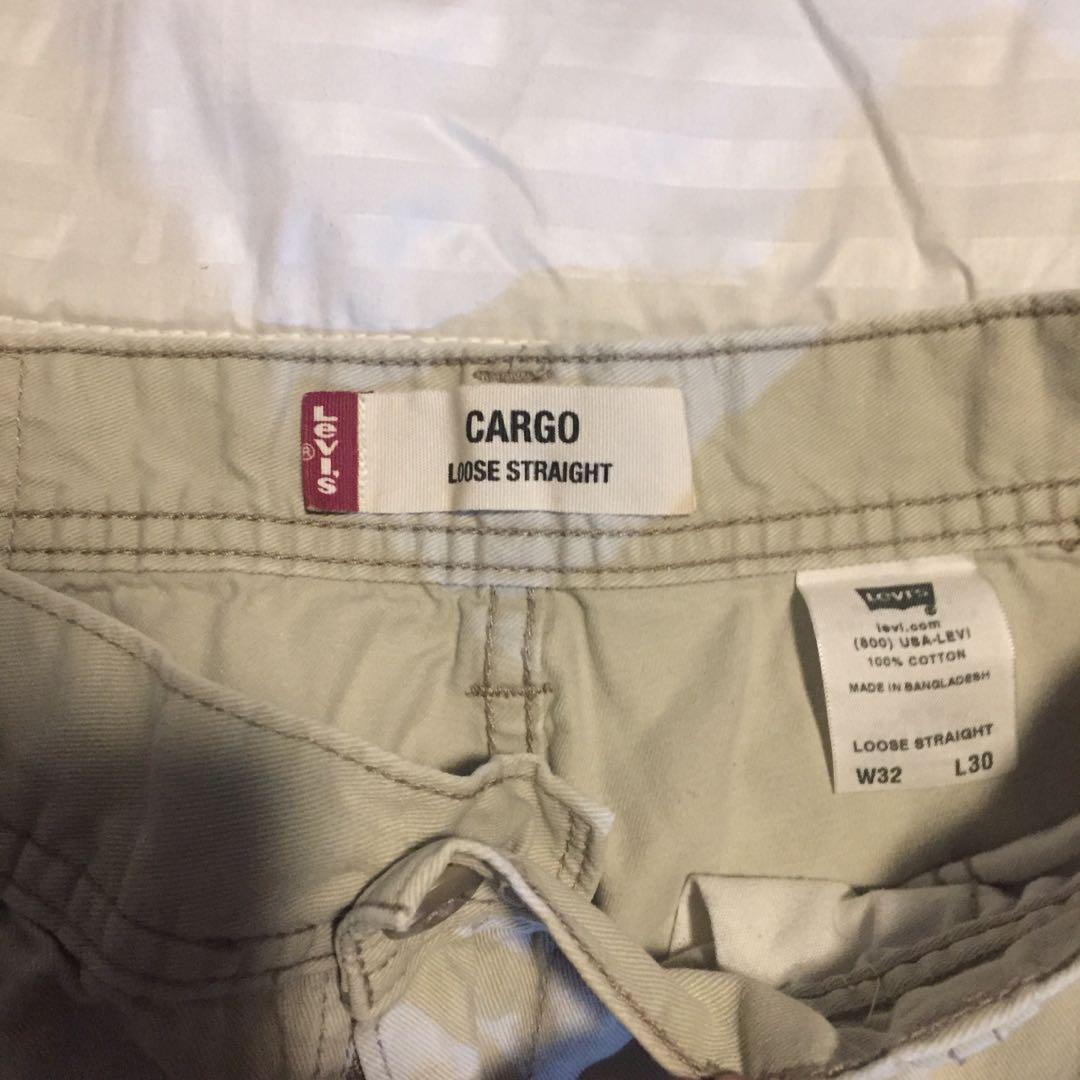 Levi's
®
CARGO
LOOSE STRAIGHT
LEVI'S
®
levi.com
(800) USA-LEVI
100% COTTON
MADE IN BANGLADESH
LOOSE STRAIGHT
W32 L30